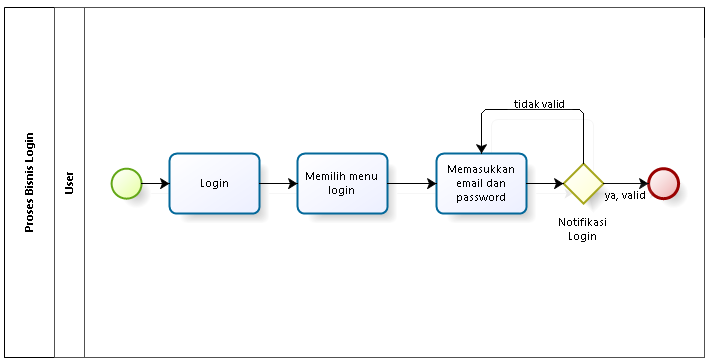 Proses Bisnis Login
User
Login
Memilih menu
login
Memasukkan
email dan
password
tidak valid
Notifikasi
Login
ya, valid